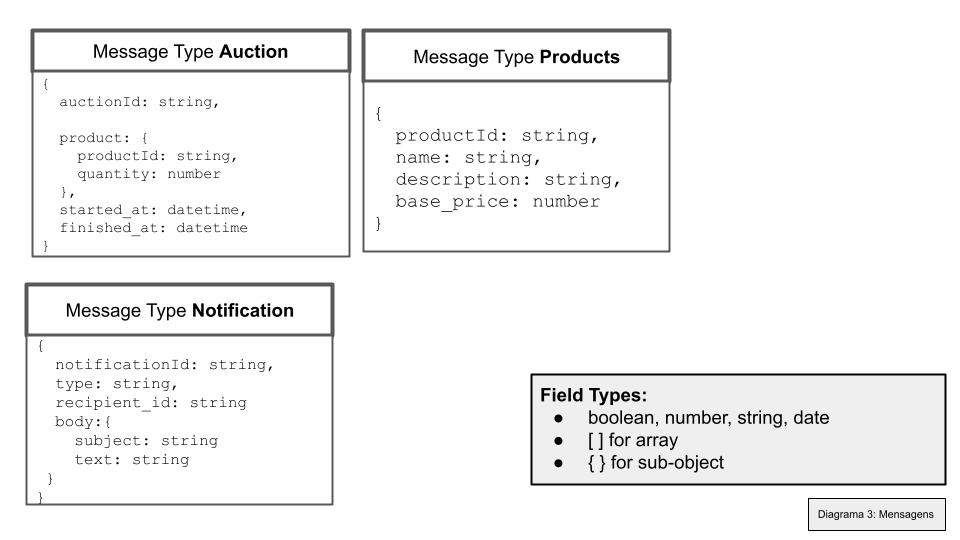 Message Type Auction
{
auctionId: string,
product: {
productId: string,
quantity: number
},
started_at: datetime,
finished_at: datetime
}
Message Type Products
{
productId: string,
name: string,
description: string,
base_price: number
}
Message Type Notification
{
notificationId: string,
type: string,
recipient_id: string
body:{
subject: string
text: string
}
}
Field Types:
● boolean, number, string, date
● [ ] for array
● { } for sub-object
Diagrama 3: Mensagens